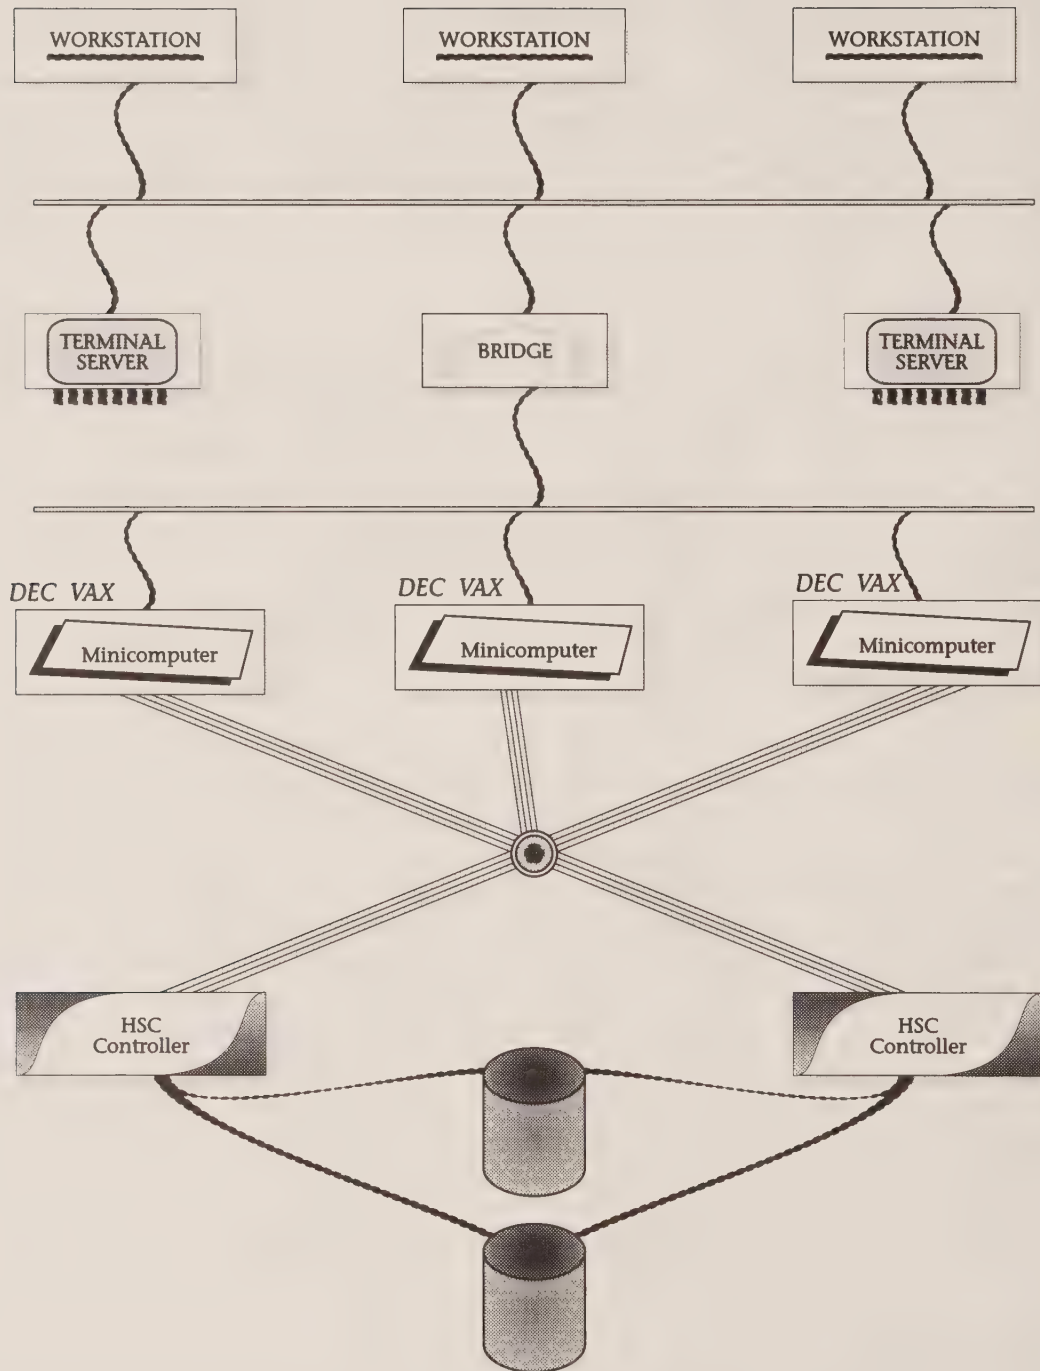 WORKSTATION
WORKSTATION
WORKSTATION
TERMINAL
SERVER
BRIDGE
TERMINAL
SERVER
DEC VAX
DEC VAX
DEC VAX
Minicomputer
Minicomputer
Minicomputer
HSC
Controller
HSC
Controller